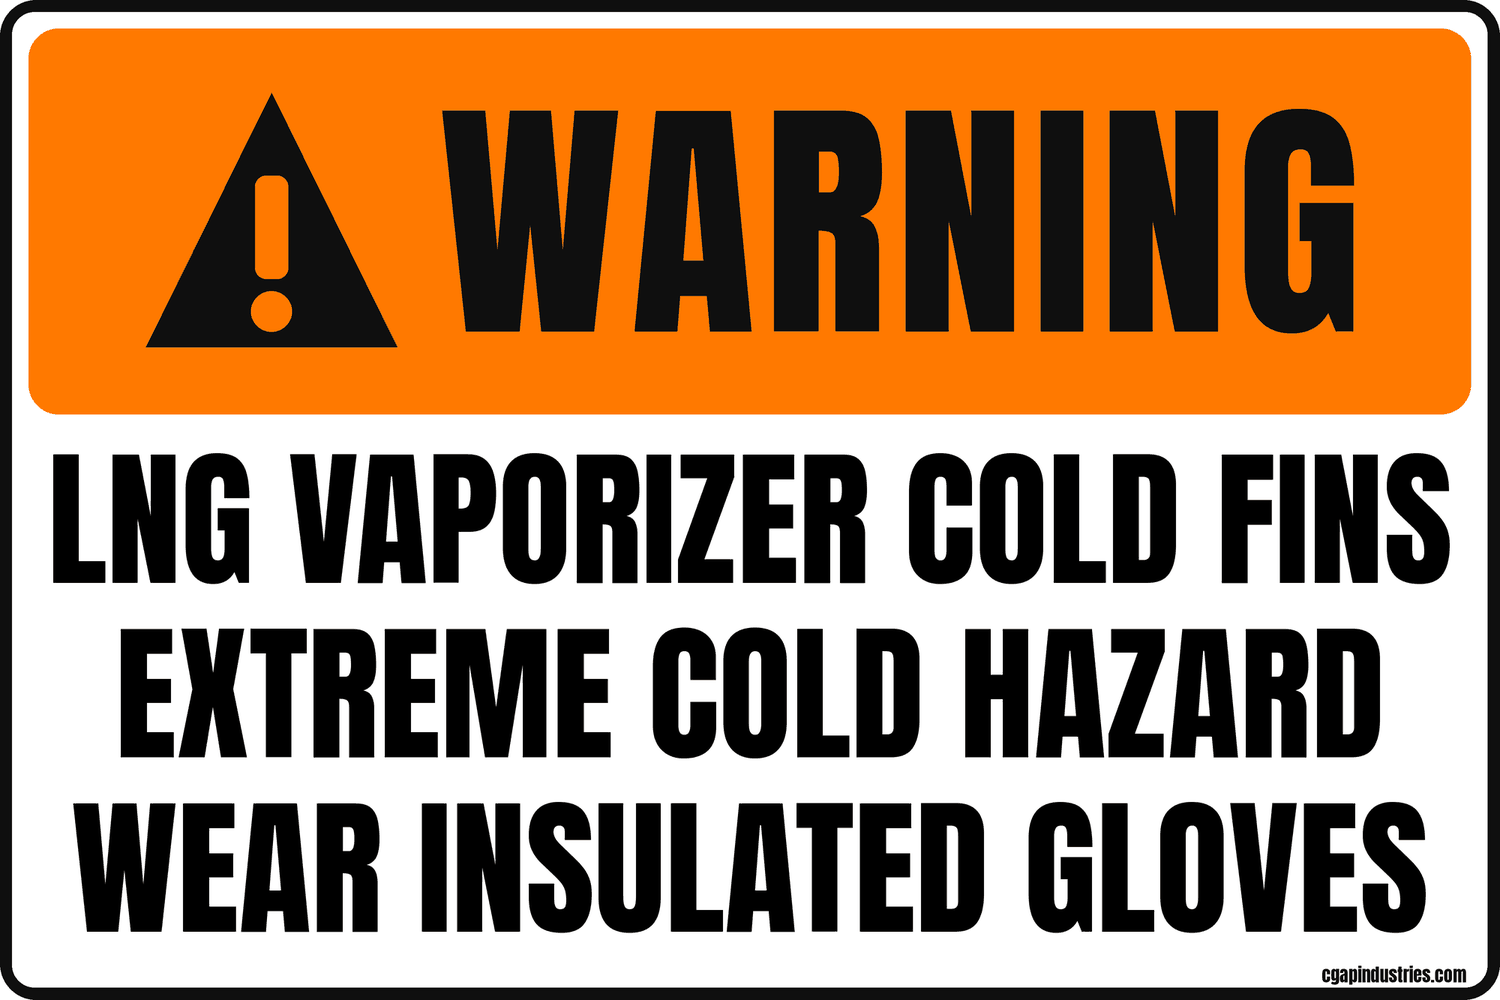 WARNING
LNG VAPORIZER COLD FINS
EXTREME COLD HAZARD
WEAR INSULATED GLOVES
cgapindustries.com